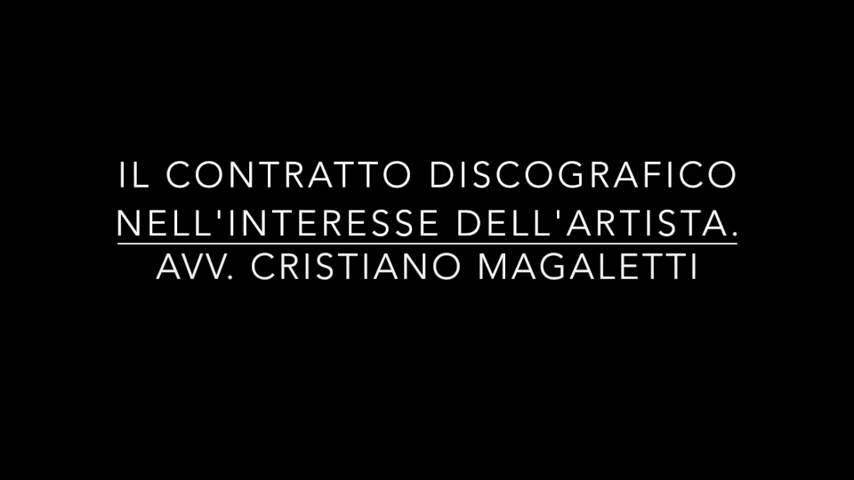 IL CONTRATTO DISCOGRAFICO
NELL'INTERESSE DELL'ARTISTA.
AVV. CRISTIANO MAGALETTI